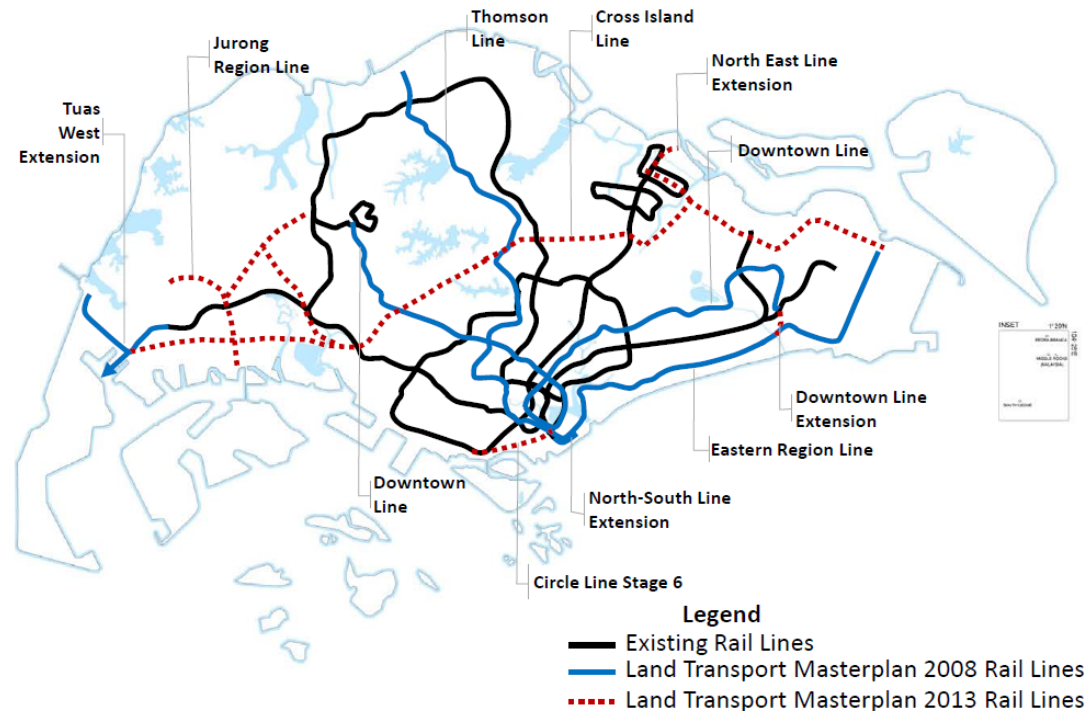 Thomson
Line
Cross Island
Line
Jurong
Region Line
North East Line
Extension
Tuas
West
Extension
Downtown Line
INSET
1°20'N
Downtown Line
Extension
Eastern Region Line
Downtown
Line
North-South Line
Extension
Circle Line Stage 6
Legend
Existing Rail Lines
Land Transport Masterplan 2008 Rail Lines
Land Transport Masterplan 2013 Rail Lines